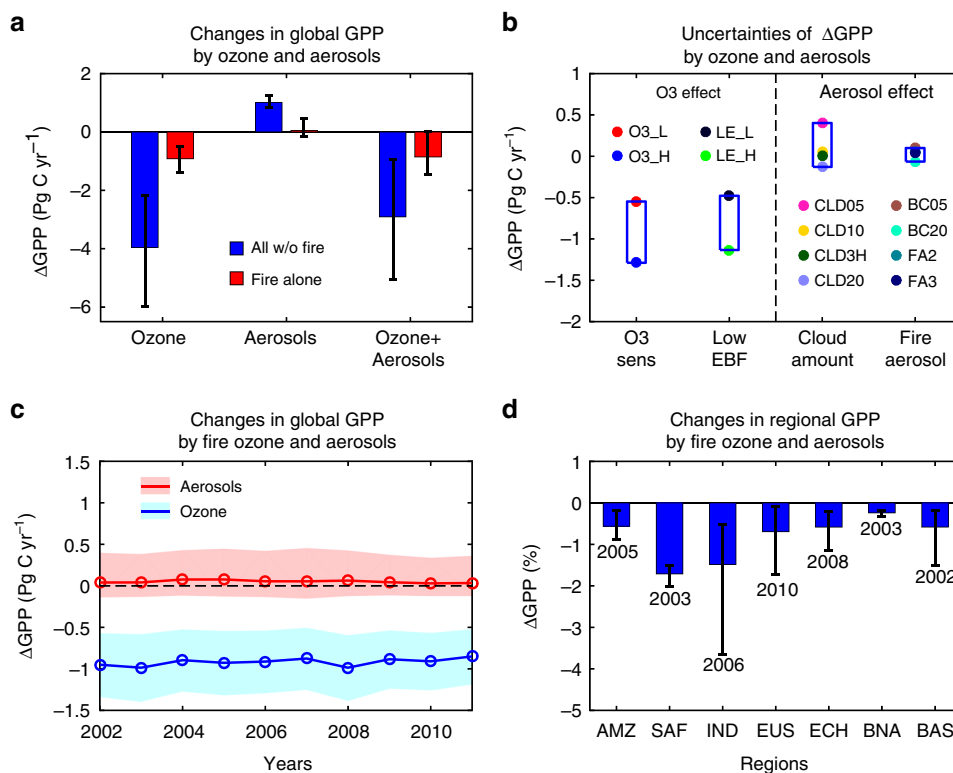 a
Changes in global GPP
by ozone and aerosols
ΔGPP (Pg C yr⁻¹)
2
0
−2
−4
−6
All w/o fire
Fire alone
Ozone
Aerosols
Ozone+
Aerosols
b
Uncertainties of ΔGPP
by ozone and aerosols
ΔGPP (Pg C yr⁻¹)
1
0.5
0
−0.5
−1
−1.5
−2
O3 effect
Aerosol effect
O3_L
LE_L
O3_H
LE_H
CLD05
BC05
CLD10
BC20
CLD3H
FA2
CLD20
FA3
O3
sens
Low
EBF
Cloud
amount
Fire
aerosol
c
Changes in global GPP
by fire ozone and aerosols
ΔGPP (Pg C yr⁻¹)
1.5
1
0.5
0
−0.5
−1
−1.5
Aerosols
Ozone
2002 2004 2006 2008 2010
Years
d
Changes in regional GPP
by fire ozone and aerosols
ΔGPP (%)
1
0
−1
−2
−3
−4
−5
2005
2003
2006
2010
2008
2003
2002
AMZ SAF IND EUS ECH BNA BAS
Regions